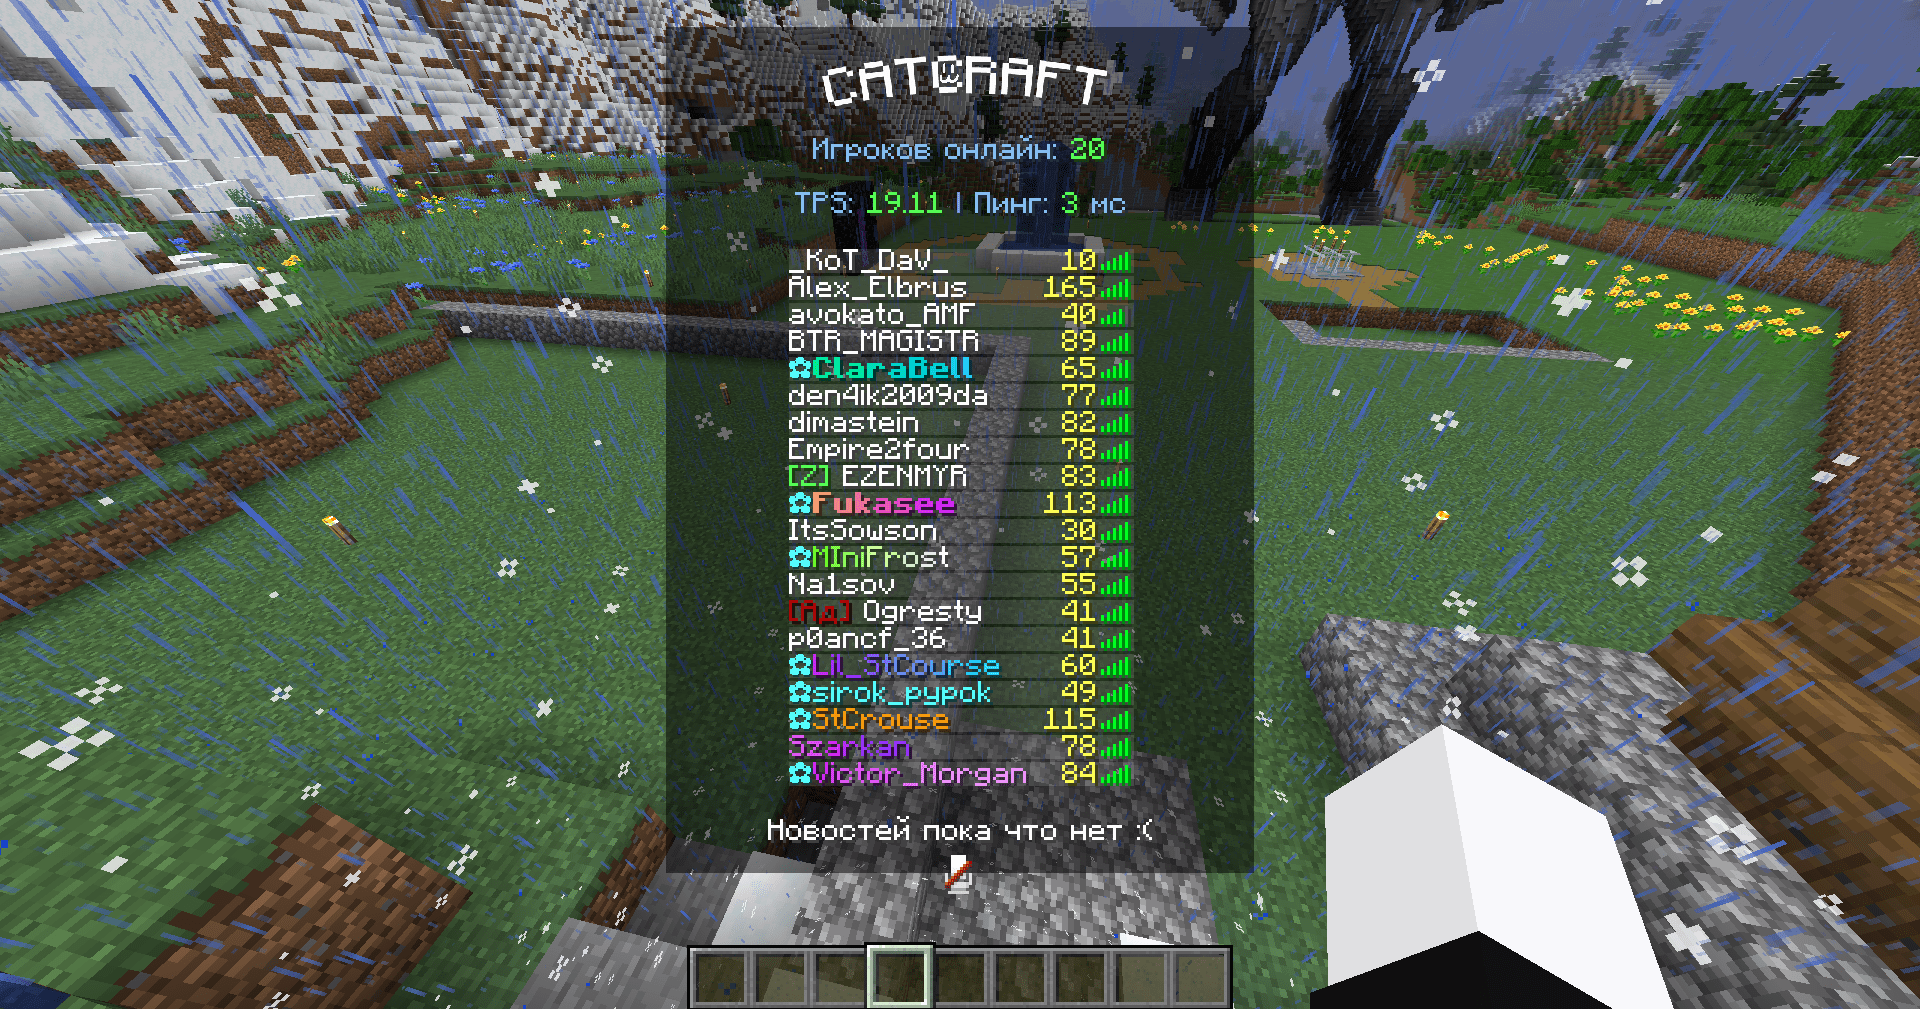 CATCRAFT
Игроков онлайн: 20
TPS: 19.11 | Пинг: 3 мс
_KoT_DaV_ 10
Alex_Elbrus 165
avokato_AMF 40
BTR_MAGISTR 89
✿ClaraBell 65
den4ik2009da 77
dimastein 82
Empire2four 78
[Z] EZENMYR 83
✿Fukasee 113
ItsSowson 30
✿MIniFrost 57
Na1sov 55
[Ад] Ogresty 41
p0ancf_36 41
✿Lil_StCourse 60
✿sirok_pypok 49
✿StCrouse 115
Szarkan 78
✿Victor_Morgan 84
Новостей пока что нет :(